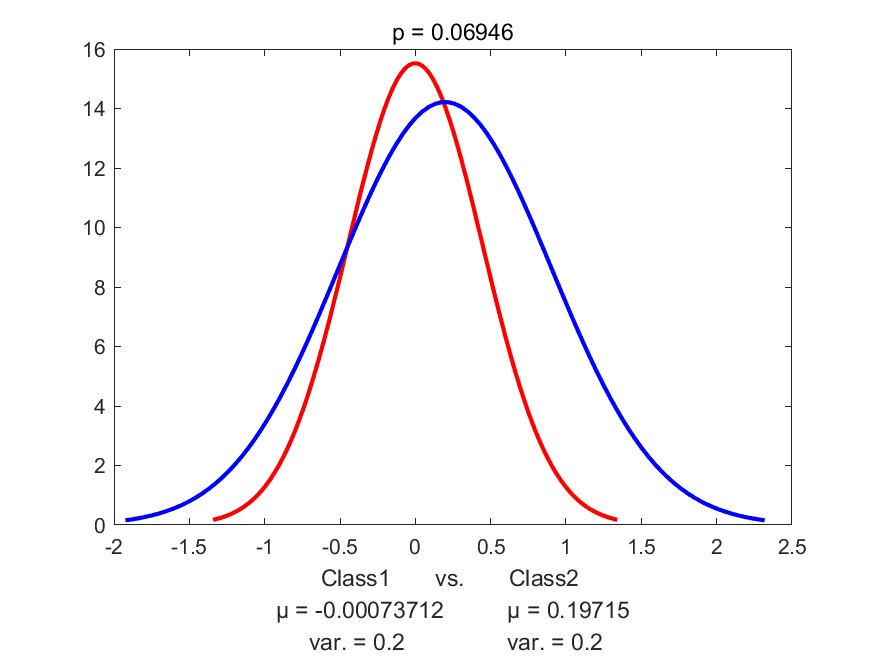 p = 0.06946
16
14
12
10
8
6
4
2
0
-2 -1.5 -1 -0.5 0 0.5 1 1.5 2 2.5
Class1 vs. Class2
μ = -0.00073712 μ = 0.19715
var. = 0.2 var. = 0.2